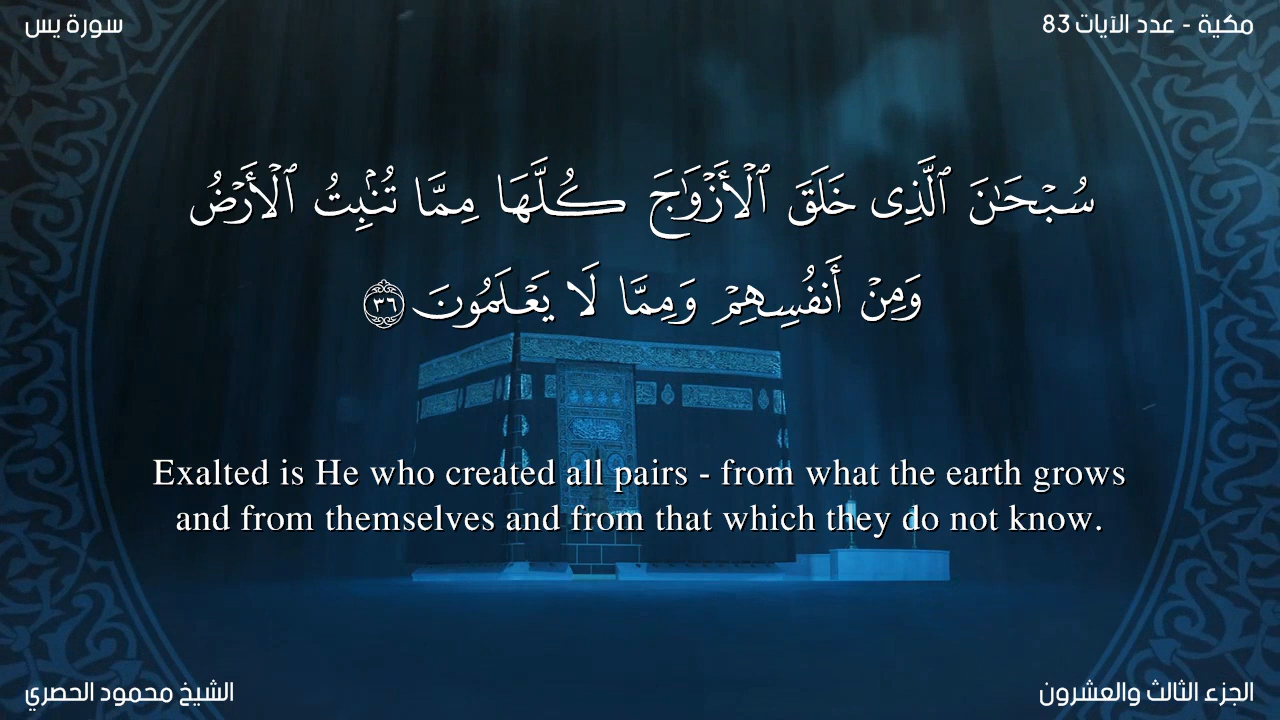 سورة يس
مكية - عدد الآيات 83
سُبْحَٰنَ ٱلَّذِى خَلَقَ ٱلْأَزْوَٰجَ كُلَّهَا مِمَّا تُنۢبِتُ ٱلْأَرْضُ
وَمِنْ أَنفُسِهِمْ وَمِمَّا لَا يَعْلَمُونَ ٣٦
Exalted is He who created all pairs - from what the earth grows
and from themselves and from that which they do not know.
الشيخ محمود الحصري
الجزء الثالث والعشرون